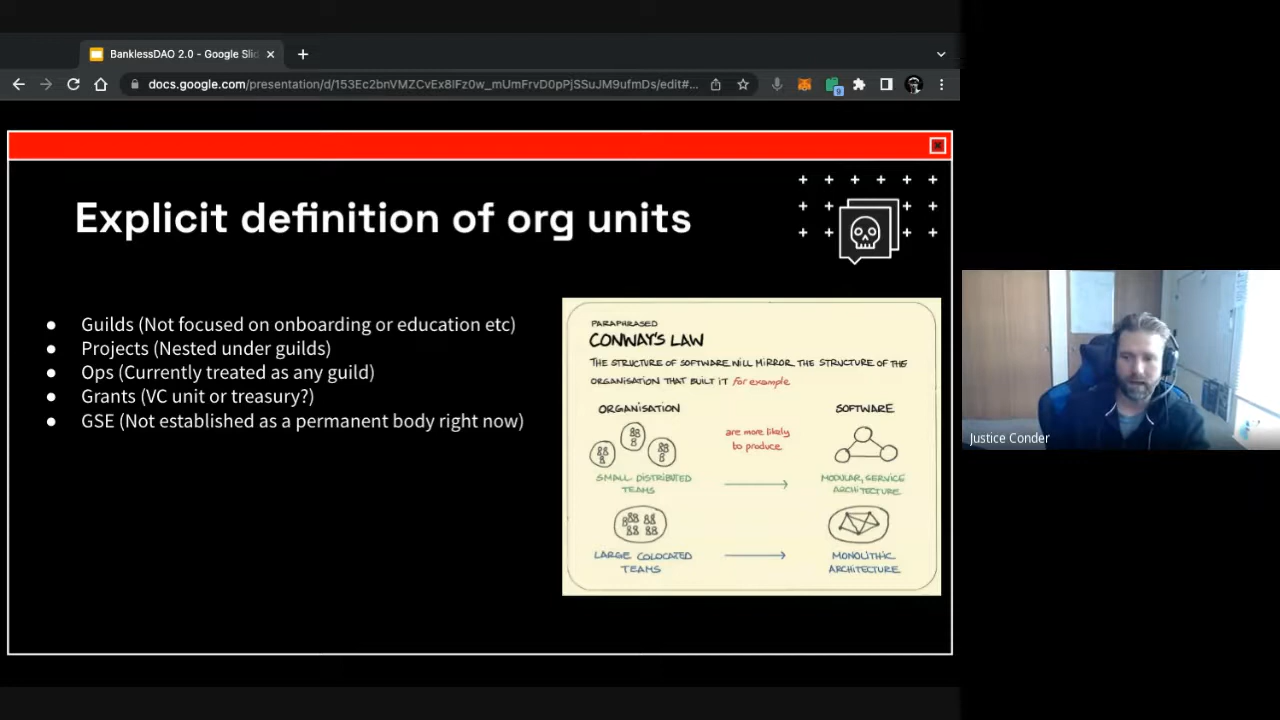 BanklessDAO 2.0 - Google Slid
docs.google.com/presentation/d/153Ec2bnVMZCvEx8IFz0w_mUmFrvD0pPjSSuJM9ufmDs/edit#...
9
Explicit definition of org units
● Guilds (Not focused on onboarding or education etc)
● Projects (Nested under guilds)
● Ops (Currently treated as any guild)
● Grants (VC unit or treasury?)
● GSE (Not established as a permanent body right now)
PARAPHRASED
CONWAY'S LAW
THE STRUCTURE OF SOFTWARE WILL MIRROR THE STRUCTURE OF THE
ORGANISATION THAT BUILT IT for example
ORGANISATION
SOFTWARE
are more likely
to produce
SMALL DISTRIBUTED
TEAMS
MODULAR, SERVICE
ARCHITECTURE
LARGE COLOCATED
TEAMS
MONOLITHIC
ARCHITECTURE
Justice Conder